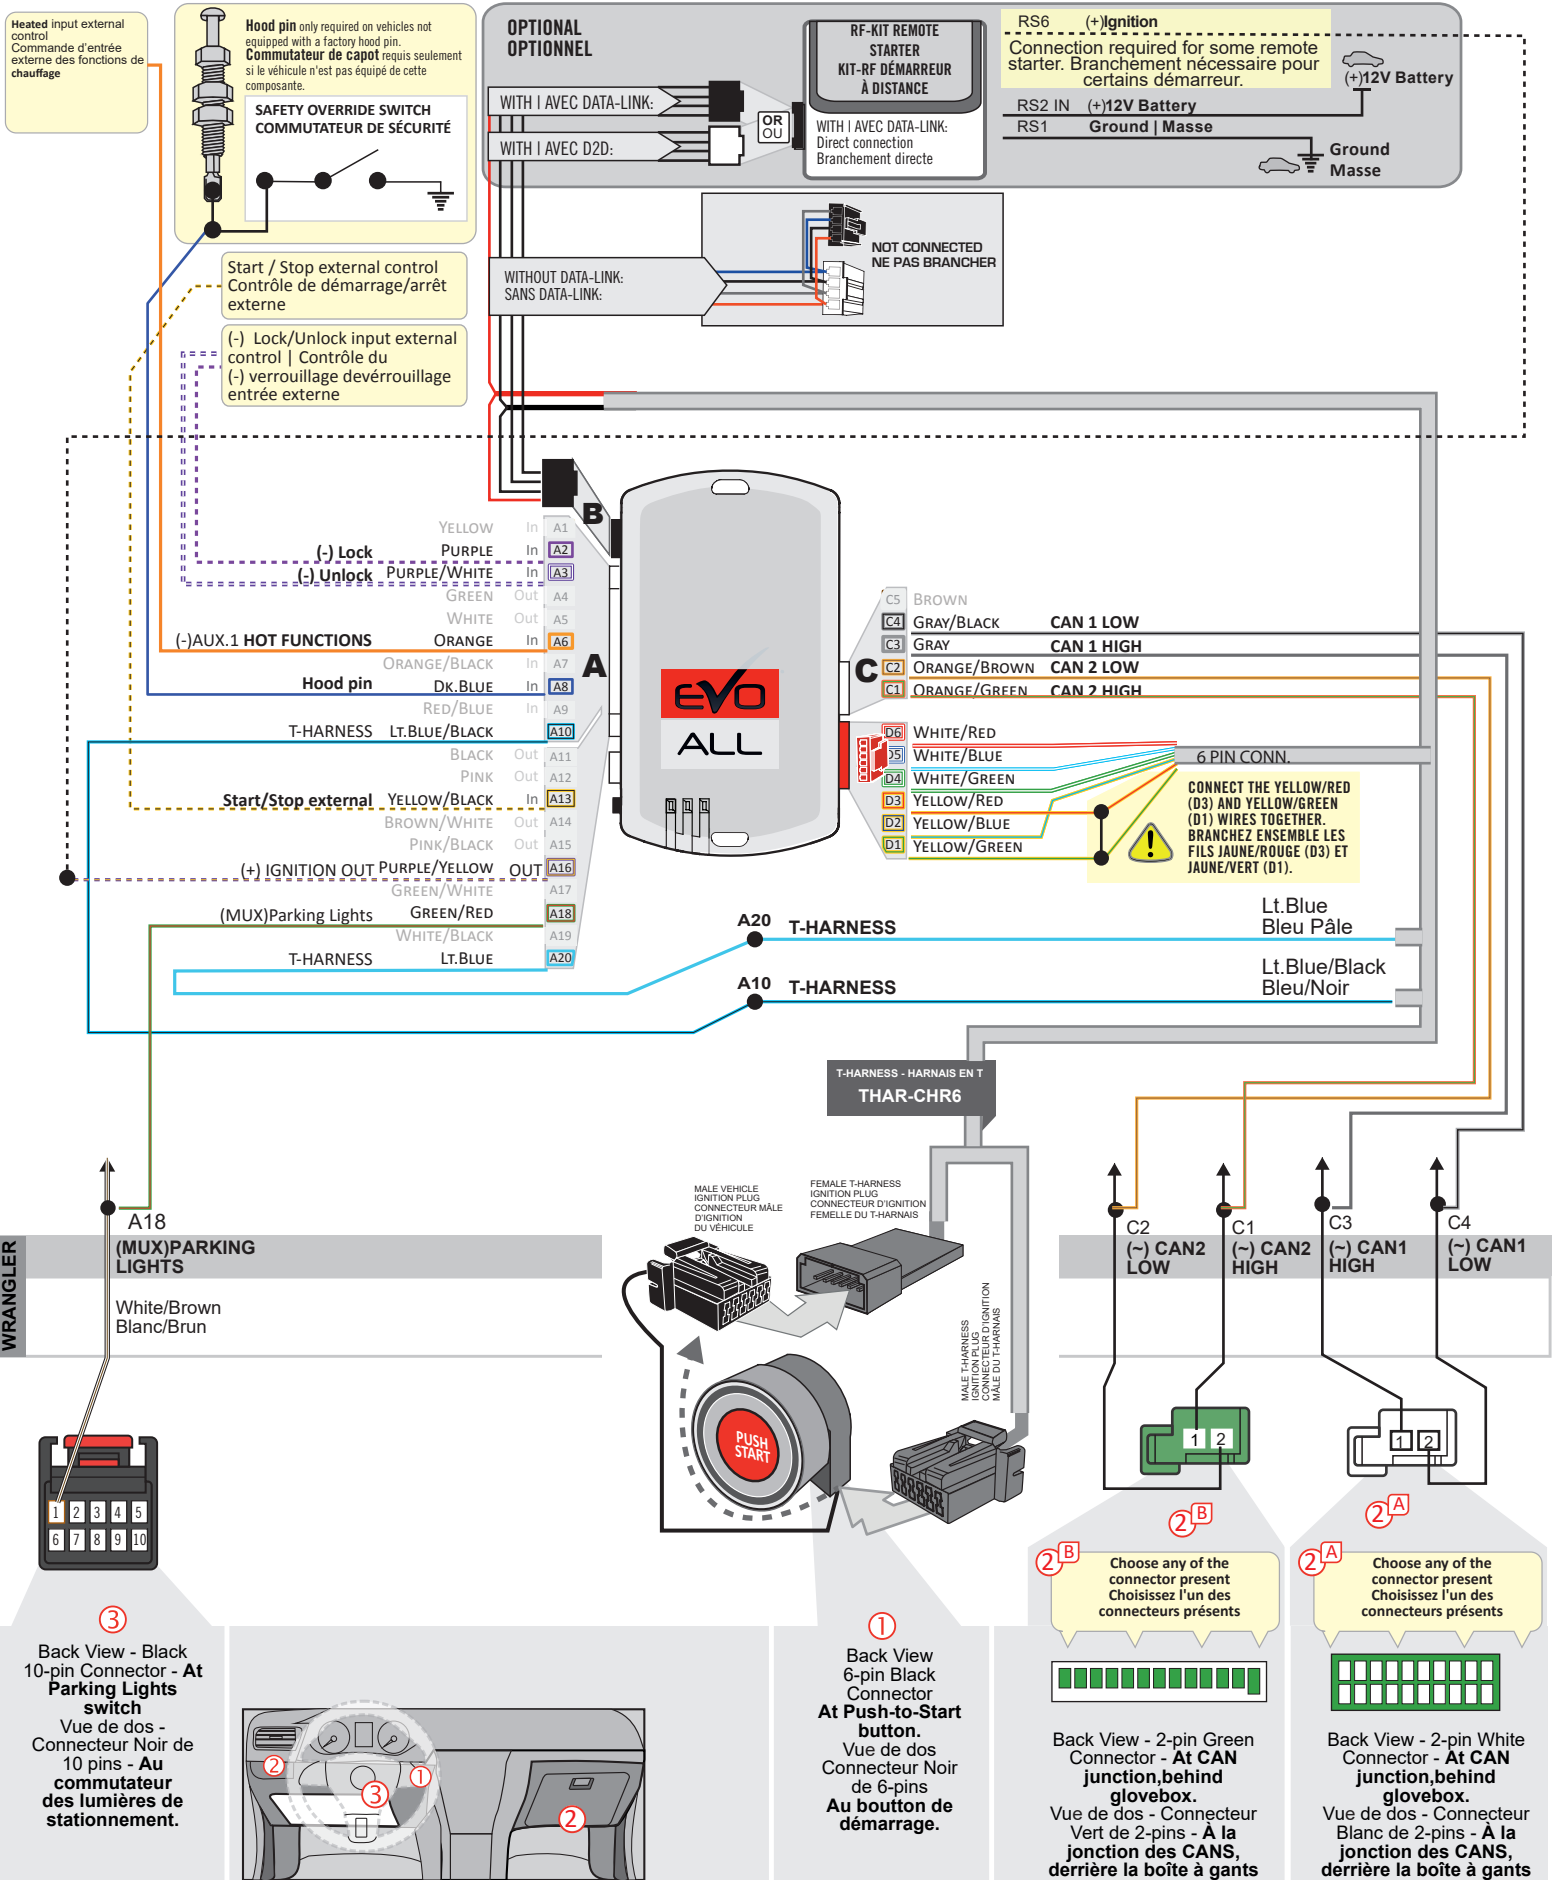 Heated input external
control
Commande d'entrée
externe des fonctions de
chauffage
Hood pin only required on vehicles not
equipped with a factory hood pin.
Commutateur de capot requis seulement
si le véhicule n'est pas équipé de cette
composante.
SAFETY OVERRIDE SWITCH
COMMUTATEUR DE SÉCURITÉ
OPTIONAL
OPTIONNEL
WITH | AVEC DATA-LINK:
WITH | AVEC D2D:
OR
OU
RF-KIT REMOTE
STARTER
KIT-RF DÉMARREUR
À DISTANCE
WITH | AVEC DATA-LINK:
Direct connection
Branchement directe
RS6 (+)Ignition
Connection required for some remote
starter. Branchement nécessaire pour
certains démarreur.
(+)12V Battery
RS2 IN (+)12V Battery
RS1 Ground | Masse
Ground
Masse
WITHOUT DATA-LINK:
SANS DATA-LINK:
NOT CONNECTED
NE PAS BRANCHER
Start / Stop external control
Contrôle de démarrage/arrêt
externe
(-) Lock/Unlock input external
control | Contrôle du
(-) verrouillage devérrouillage
entrée externe
B
A
C
EVO
ALL
YELLOW In A1
(-) Lock PURPLE In A2
(-) Unlock PURPLE/WHITE In A3
GREEN Out A4
WHITE Out A5
(-)AUX.1 HOT FUNCTIONS ORANGE In A6
ORANGE/BLACK In A7
Hood pin DK.BLUE In A8
RED/BLUE In A9
T-HARNESS LT.BLUE/BLACK A10
BLACK Out A11
PINK Out A12
Start/Stop external YELLOW/BLACK In A13
BROWN/WHITE Out A14
PINK/BLACK Out A15
(+) IGNITION OUT PURPLE/YELLOW OUT A16
GREEN/WHITE A17
(MUX)Parking Lights GREEN/RED A18
WHITE/BLACK A19
T-HARNESS LT.BLUE A20
C5 BROWN
C4 GRAY/BLACK CAN 1 LOW
C3 GRAY CAN 1 HIGH
C2 ORANGE/BROWN CAN 2 LOW
C1 ORANGE/GREEN CAN 2 HIGH
D6 WHITE/RED
D5 WHITE/BLUE
D4 WHITE/GREEN
D3 YELLOW/RED
D2 YELLOW/BLUE
D1 YELLOW/GREEN
6 PIN CONN.
CONNECT THE YELLOW/RED
(D3) AND YELLOW/GREEN
(D1) WIRES TOGETHER.
BRANCHEZ ENSEMBLE LES
FILS JAUNE/ROUGE (D3) ET
JAUNE/VERT (D1).
A20 T-HARNESS
Lt.Blue
Bleu Pâle
A10 T-HARNESS
Lt.Blue/Black
Bleu/Noir
T-HARNESS - HARNAIS EN T
THAR-CHR6
MALE VEHICLE
IGNITION PLUG
CONNECTEUR MÂLE
D'IGNITION
DU VÉHICULE
FEMALE T-HARNESS
IGNITION PLUG
CONNECTEUR D'IGNITION
FEMELLE DU T-HARNAIS
MALE T-HARNESS
IGNITION PLUG
CONNECTEUR D'IGNITION
MÂLE DU T-HARNAIS
PUSH
START
WRANGLER
A18
(MUX)PARKING
LIGHTS
White/Brown
Blanc/Brun
C2
(~) CAN2
LOW
C1
(~) CAN2
HIGH
C3
(~) CAN1
HIGH
C4
(~) CAN1
LOW
1 2 3 4 5
6 7 8 9 10
1 2
1 2
2 B
2 A
2 B
Choose any of the
connector present
Choisissez l'un des
connecteurs présents
2 A
Choose any of the
connector present
Choisissez l'un des
connecteurs présents
3
Back View - Black
10-pin Connector - At
Parking Lights
switch
Vue de dos -
Connecteur Noir de
10 pins - Au
commutateur
des lumières de
stationnement.
2
1
3
2
1
Back View
6-pin Black
Connector
At Push-to-Start
button.
Vue de dos
Connecteur Noir
de 6-pins
Au boutton de
démarrage.
Back View - 2-pin Green
Connector - At CAN
junction,behind
glovebox.
Vue de dos - Connecteur
Vert de 2-pins - À la
jonction des CANS,
derrière la boîte à gants
Back View - 2-pin White
Connector - At CAN
junction,behind
glovebox.
Vue de dos - Connecteur
Blanc de 2-pins - À la
jonction des CANS,
derrière la boîte à gants